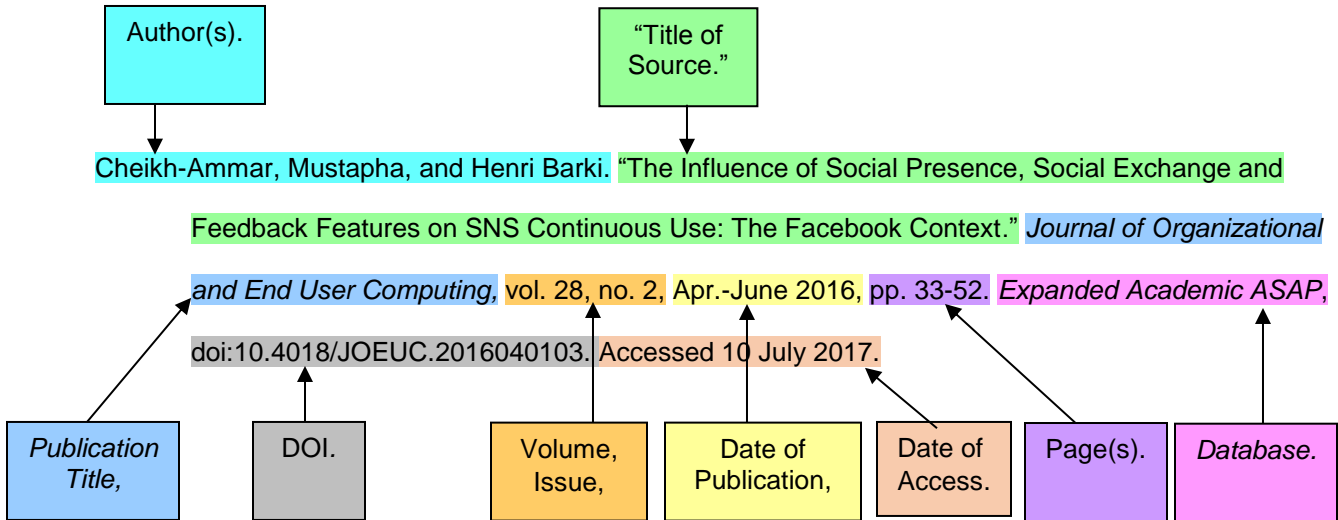 Author(s).
“Title of
Source.”
Cheikh-Ammar, Mustapha, and Henri Barki. “The Influence of Social Presence, Social Exchange and
Feedback Features on SNS Continuous Use: The Facebook Context.” Journal of Organizational
and End User Computing, vol. 28, no. 2, Apr.-June 2016, pp. 33-52. Expanded Academic ASAP,
doi:10.4018/JOEUC.2016040103. Accessed 10 July 2017.
Publication
Title,
DOI.
Volume,
Issue,
Date of
Publication,
Date of
Access.
Page(s).
Database.